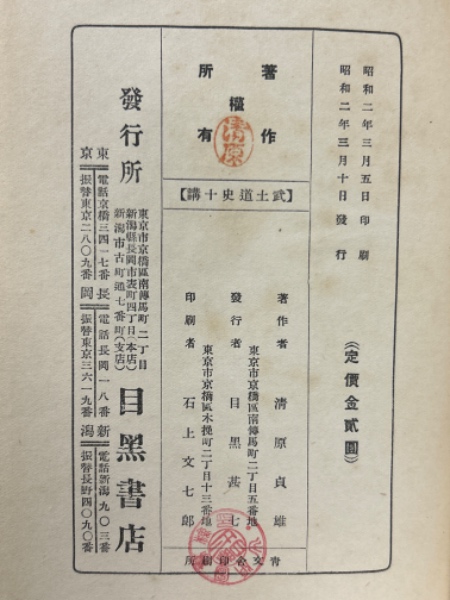 昭和二年三月五日印刷
昭和二年三月十日發行
《定價金貳圓》
著作
權
所有
清原
【武士道史十講】
著作者 清原貞雄
東京市京橋區南傳馬町二丁目五番地
發行者 目黑甚七
東京市京橋區木挽町二丁目十三番地
印刷者 石上文七郎
東京市京橋區南傳馬町二丁目
新潟縣長岡市表町四丁目(本店)
新潟市古町通七番町(支店)
發行所 目黑書店
東京 電話京橋三四一七番 振替東京二八〇九番
長岡 電話長岡一八番 振替東京三六一九番
新潟 電話新潟九〇三番 振替長野四〇九〇番